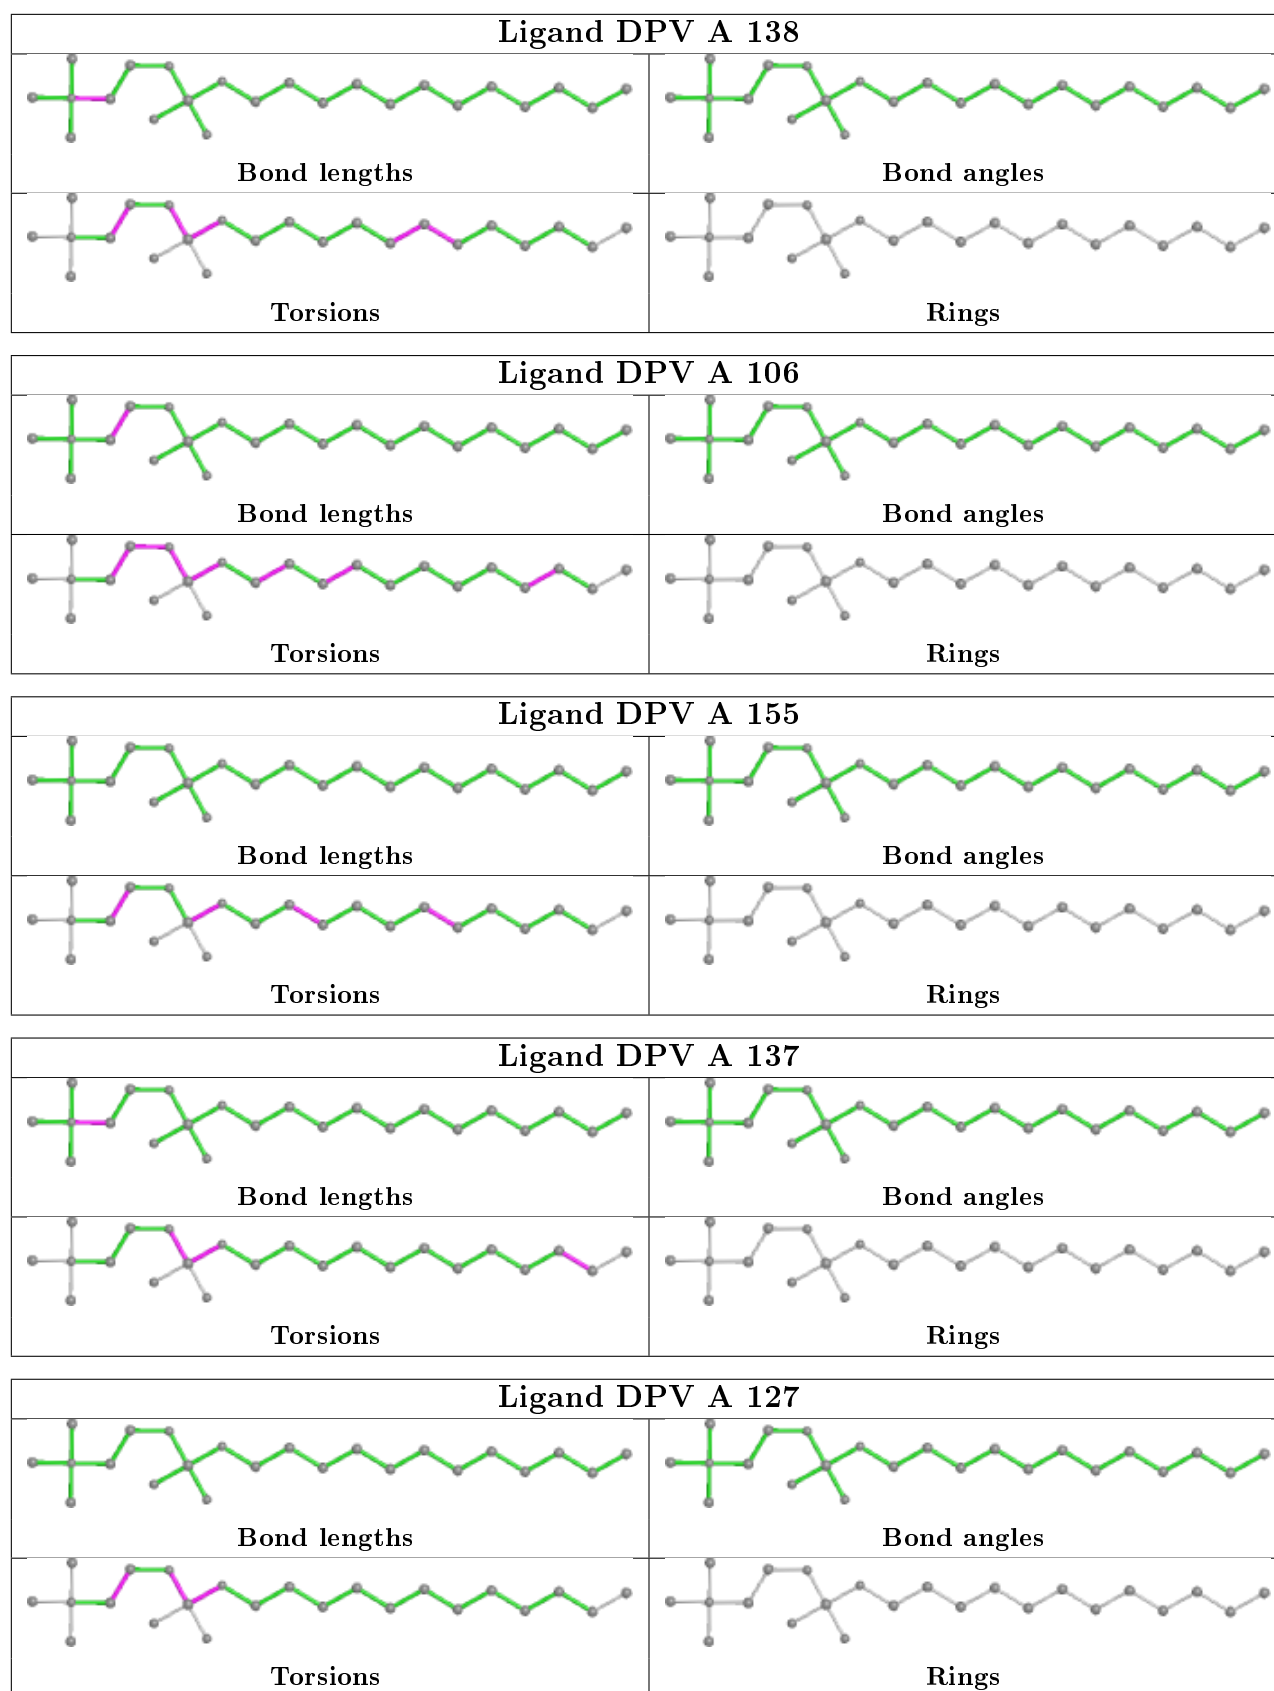 Ligand DPV A 138
Bond lengths
Bond angles
Torsions
Rings
Ligand DPV A 106
Bond lengths
Bond angles
Torsions
Rings
Ligand DPV A 155
Bond lengths
Bond angles
Torsions
Rings
Ligand DPV A 137
Bond lengths
Bond angles
Torsions
Rings
Ligand DPV A 127
Bond lengths
Bond angles
Torsions
Rings